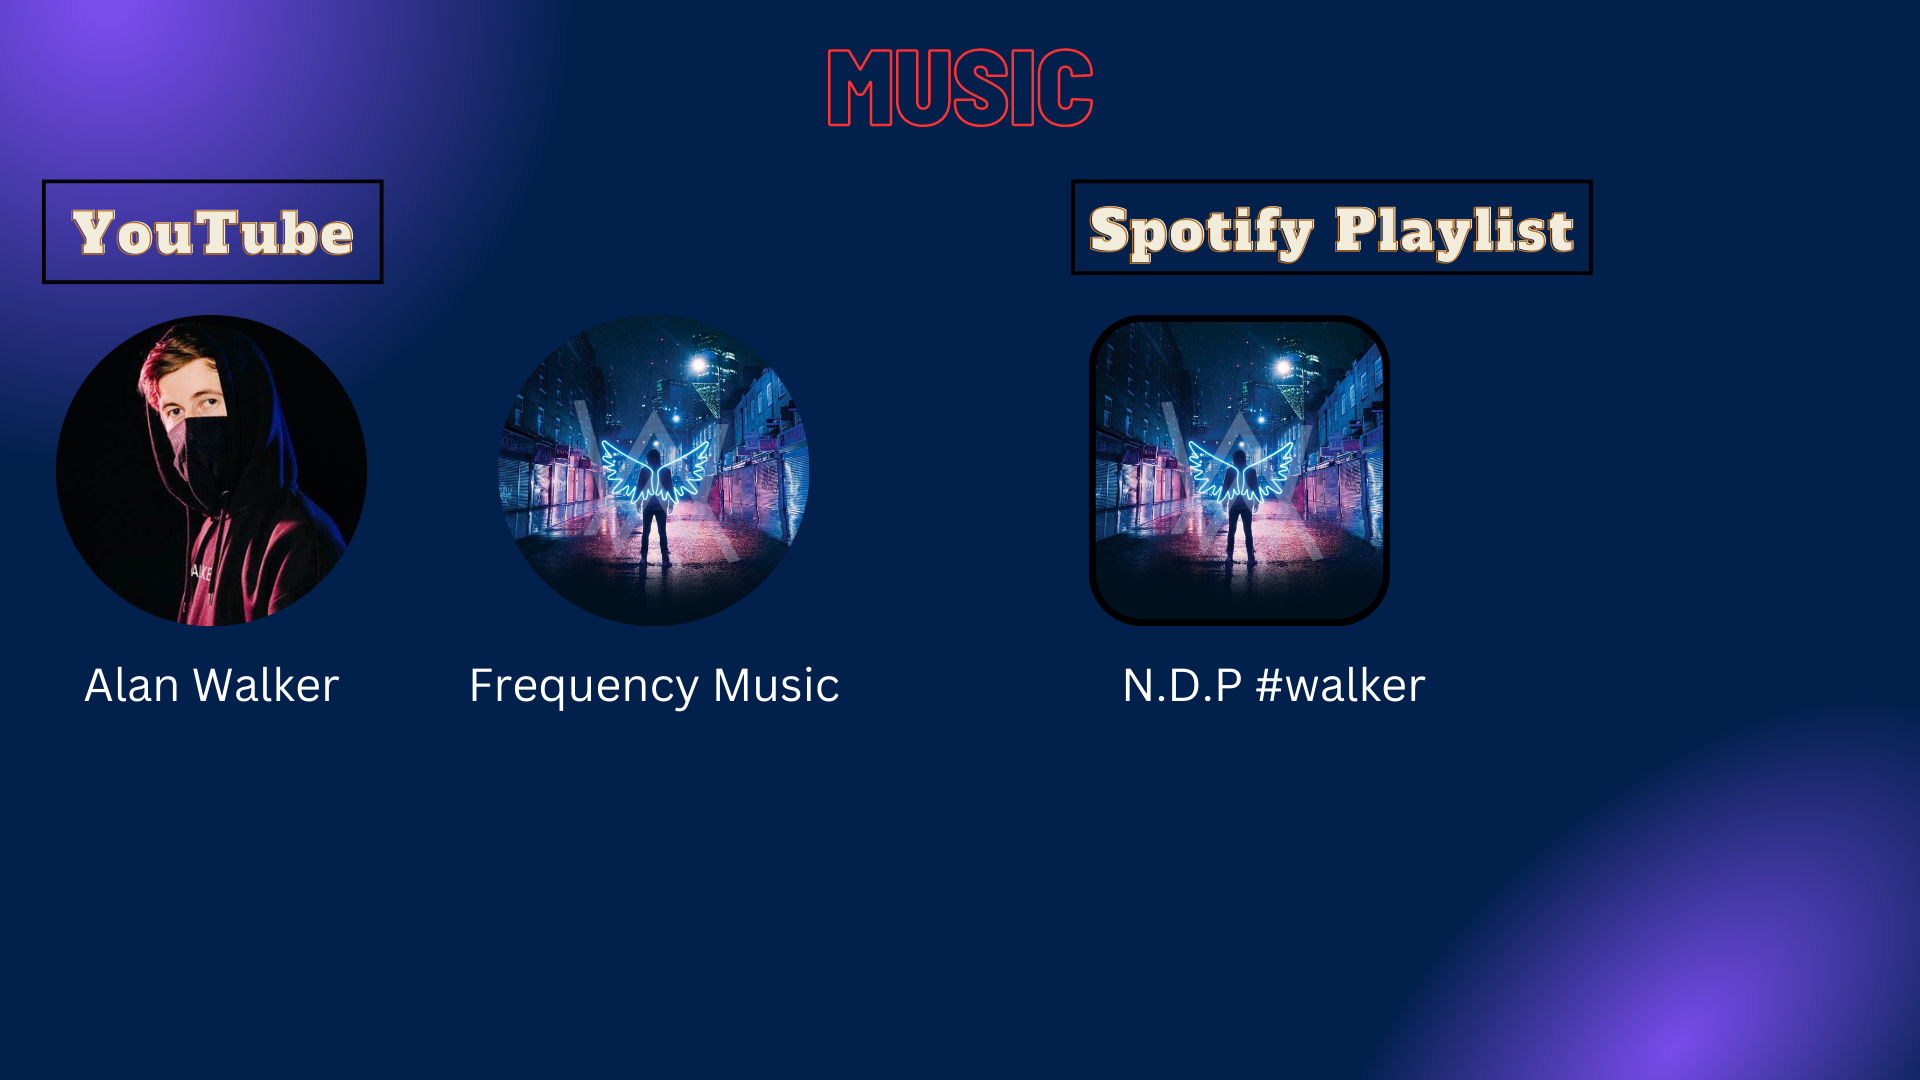 MUSIC
YouTube
Spotify Playlist
Alan Walker
Frequency Music
N.D.P #walker